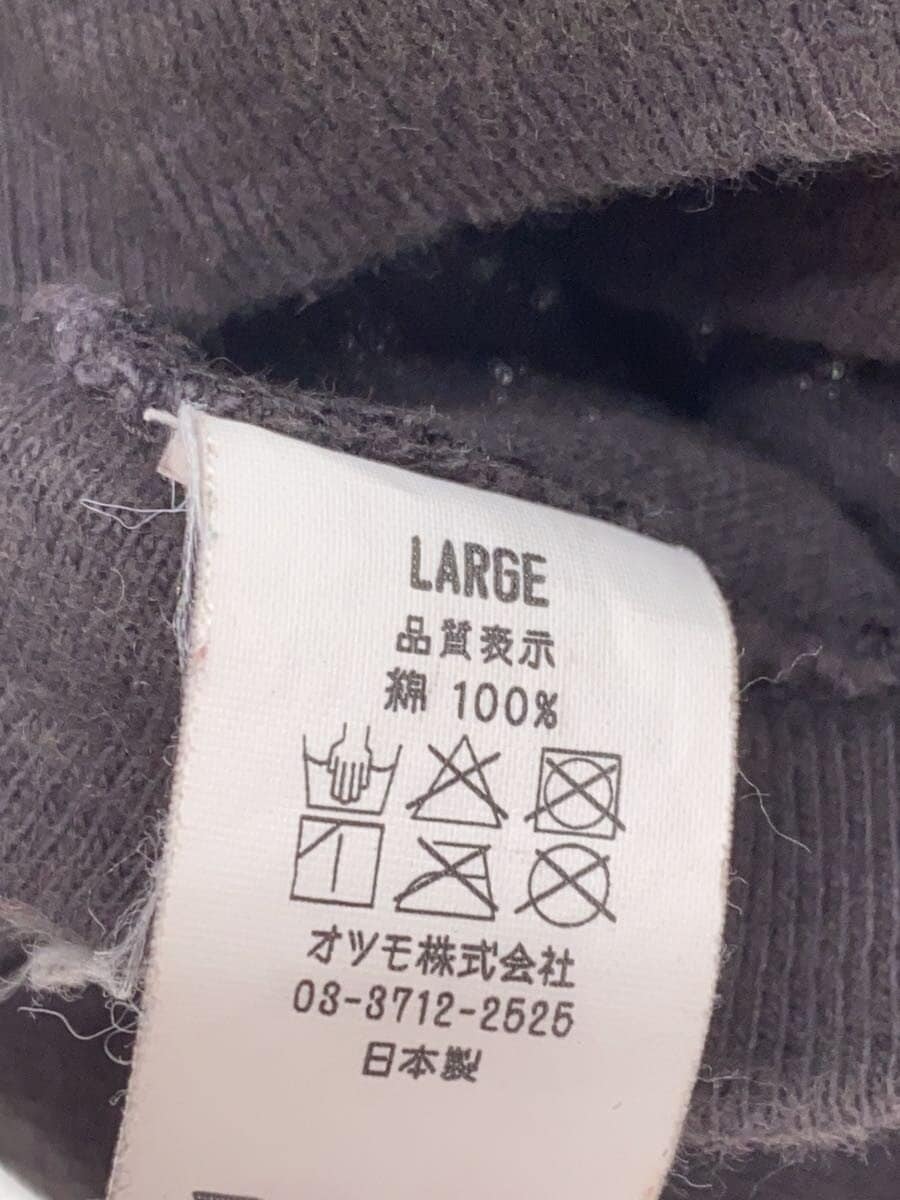 LARGE
品質表示
綿 100%
オツモ株式会社
03-3712-2525
日本製